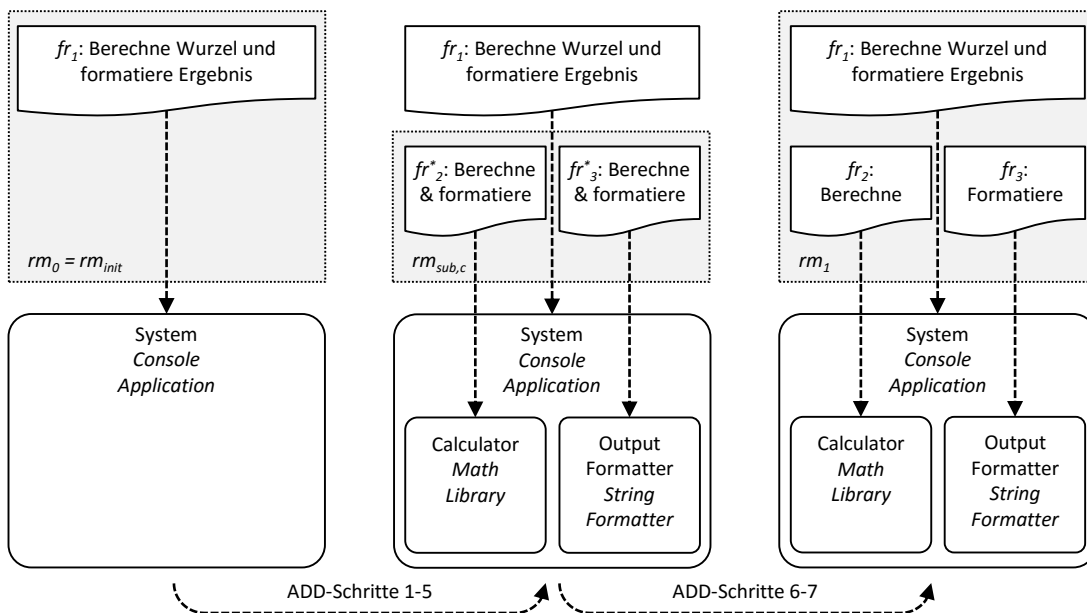 fr1: Berechne Wurzel und
formatiere Ergebnis
rm0 = rminit
System
Console
Application
fr1: Berechne Wurzel und
formatiere Ergebnis
fr*2: Berechne
& formatiere
fr*3: Berechne
& formatiere
rmsub,c
System
Console
Application
Calculator
Math
Library
Output
Formatter
String
Formatter
fr1: Berechne Wurzel und
formatiere Ergebnis
fr2:
Berechne
fr3:
Formatiere
rm1
System
Console
Application
Calculator
Math
Library
Output
Formatter
String
Formatter
ADD-Schritte 1-5
ADD-Schritte 6-7